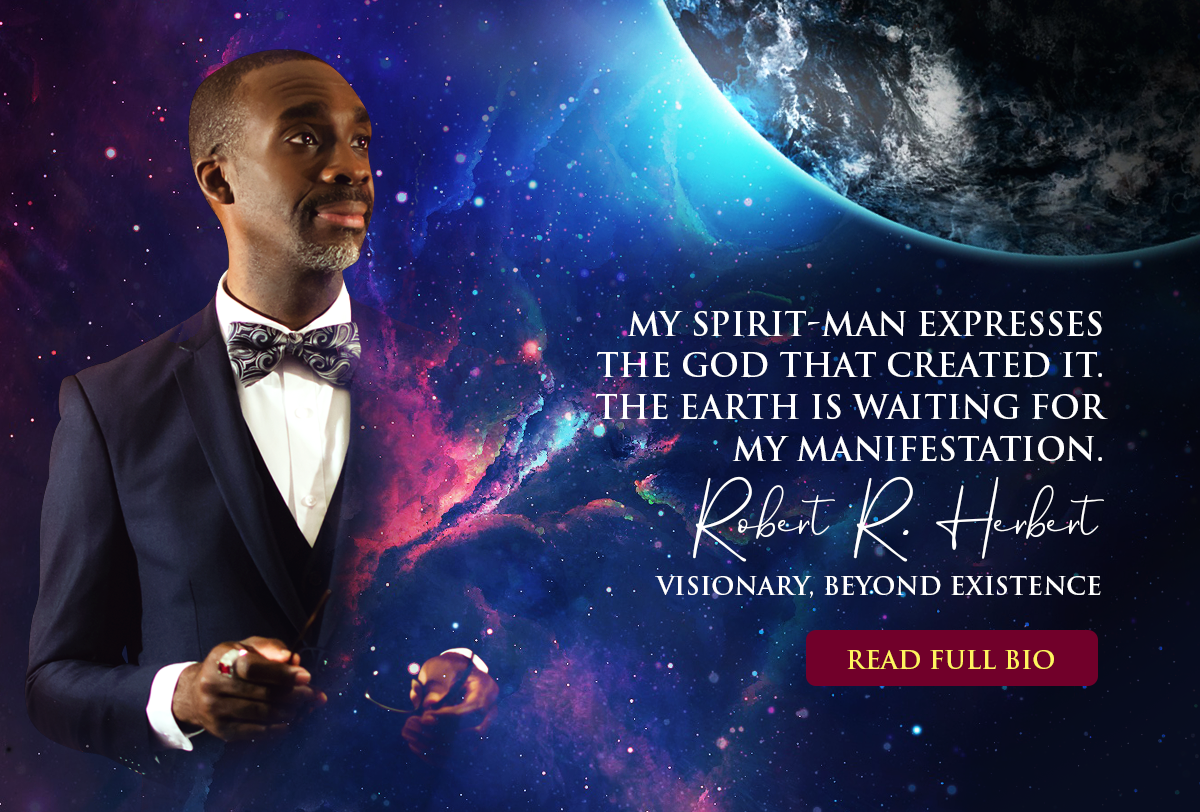 MY SPIRIT-MAN EXPRESSES
THE GOD THAT CREATED IT.
THE EARTH IS WAITING FOR
MY MANIFESTATION.
Robert R. Herbert
VISIONARY, BEYOND EXISTENCE
READ FULL BIO